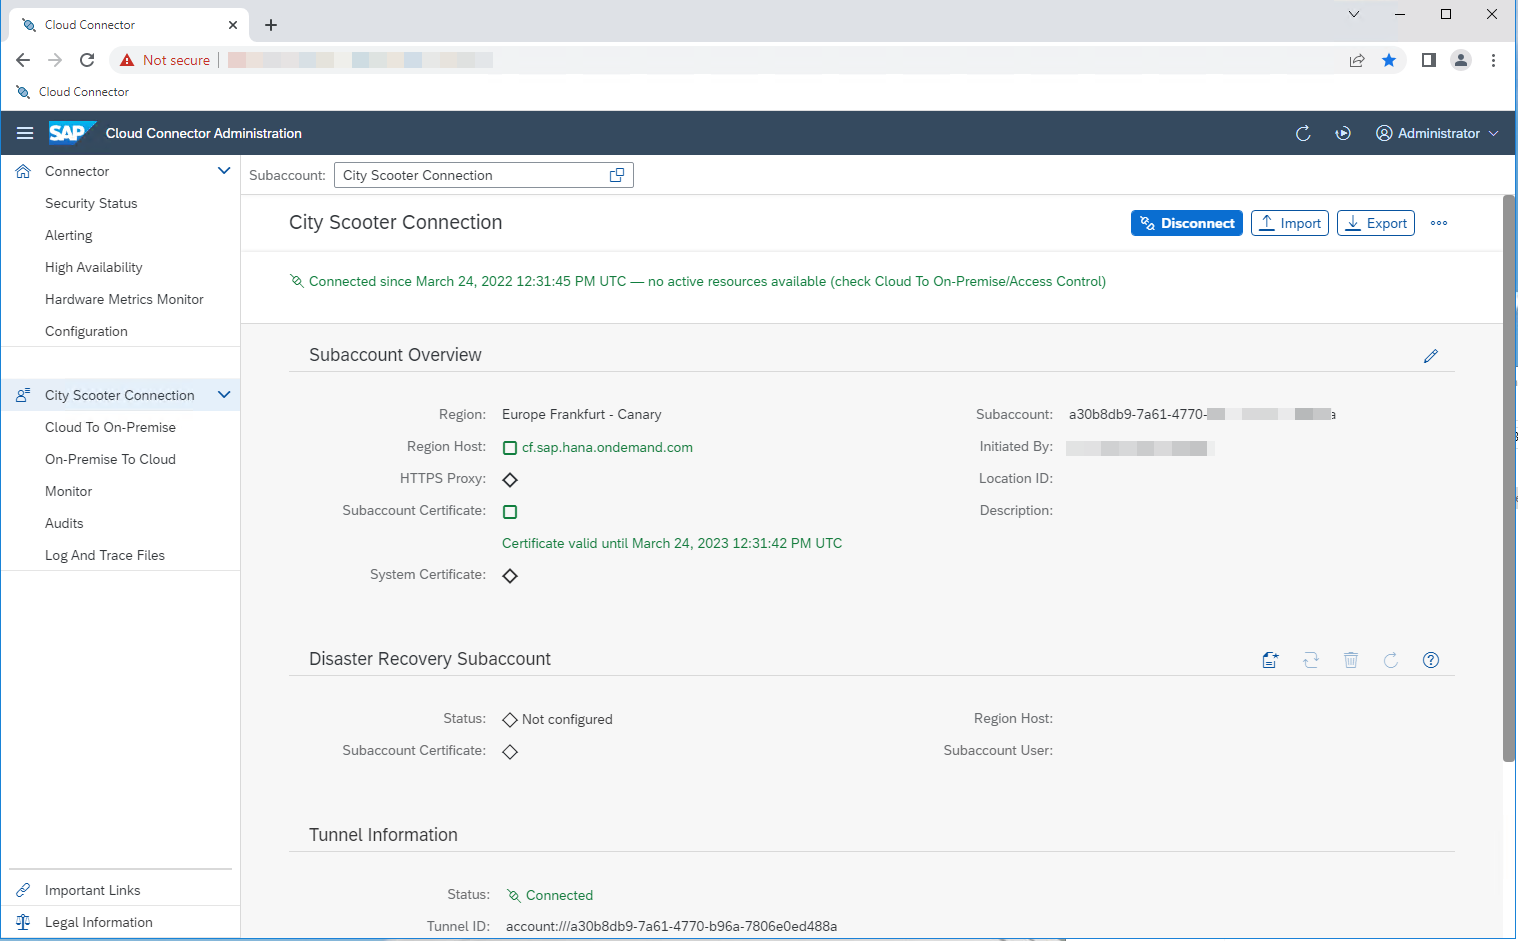 Cloud Connector
Not secure
Cloud Connector
SAP Cloud Connector Administration
Administrator
Connector
Security Status
Alerting
High Availability
Hardware Metrics Monitor
Configuration
City Scooter Connection
Cloud To On-Premise
On-Premise To Cloud
Monitor
Audits
Log And Trace Files
Important Links
Legal Information
Subaccount: City Scooter Connection
City Scooter Connection
Disconnect Import Export
Connected since March 24, 2022 12:31:45 PM UTC — no active resources available (check Cloud To On-Premise/Access Control)
Subaccount Overview
Region: Europe Frankfurt - Canary
Region Host: cf.sap.hana.ondemand.com
HTTPS Proxy:
Subaccount Certificate:
Certificate valid until March 24, 2023 12:31:42 PM UTC
System Certificate:
Subaccount: a30b8db9-7a61-4770-
Initiated By:
Location ID:
Description:
Disaster Recovery Subaccount
Status: Not configured
Subaccount Certificate:
Region Host:
Subaccount User:
Tunnel Information
Status: Connected
Tunnel ID: account:///a30b8db9-7a61-4770-b96a-7806e0ed488a